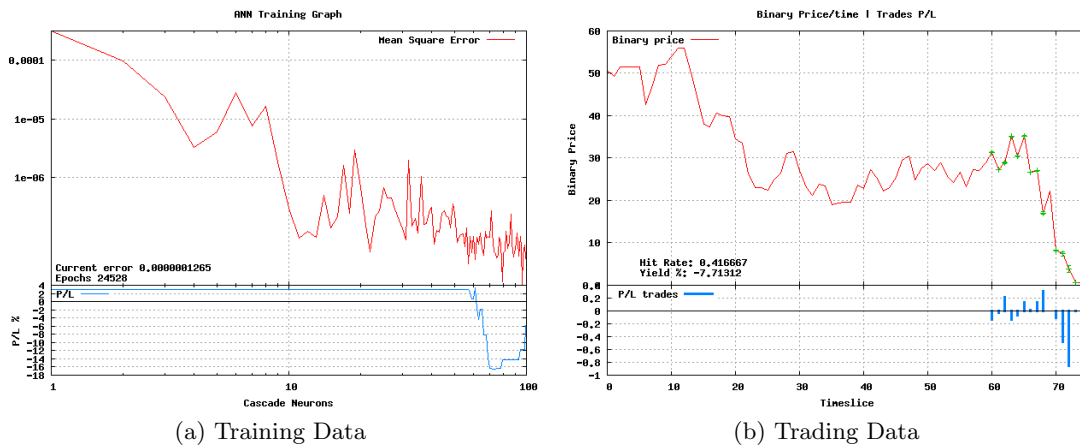 ANN Training Graph
Mean Square Error
0.0001
1e-05
1e-06
Current error 0.0000001265
Epochs 24528
4
P/L
2
0
-2
-4
-6
-8
-10
-12
-14
-16
-18
P/L %
1
10
100
Cascade Neurons
(a) Training Data
Binary Price/time | Trades P/L
60
Binary price
50
40
30
20
10
Binary Price
Hit Rate: 0.416667
Yield %: -7.71312
P/L trades
0.2
0
-0.2
-0.4
-0.6
-0.8
-1
0
10
20
30
40
50
60
70
Timeslice
(b) Trading Data